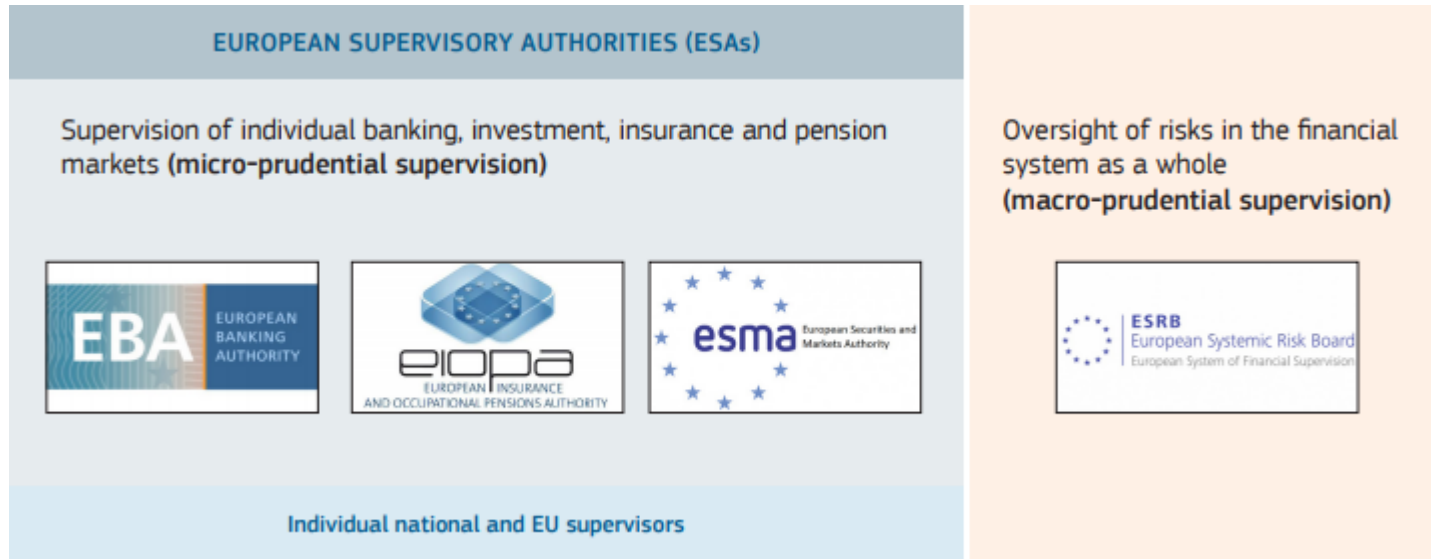 EUROPEAN SUPERVISORY AUTHORITIES (ESAs)
Supervision of individual banking, investment, insurance and pension
markets (micro-prudential supervision)
EBA
EUROPEAN
BANKING
AUTHORITY
eiopa
EUROPEAN INSURANCE
AND OCCUPATIONAL PENSIONS AUTHORITY
esma
European Securities and
Markets Authority
Individual national and EU supervisors
Oversight of risks in the financial
system as a whole
(macro-prudential supervision)
ESRB
European Systemic Risk Board
European System of Financial Supervision